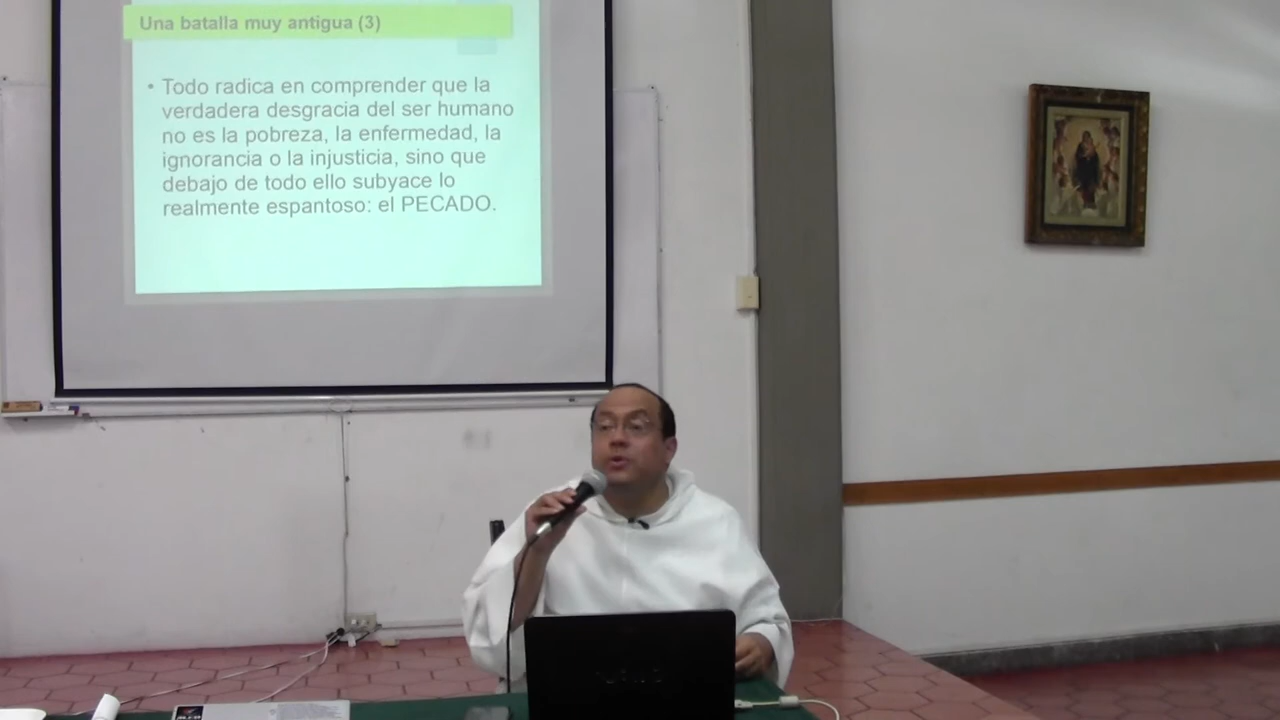 Una batalla muy antigua (3)
• Todo radica en comprender que la
verdadera desgracia del ser humano
no es la pobreza, la enfermedad, la
ignorancia o la injusticia, sino que
debajo de todo ello subyace lo
realmente espantoso: el PECADO.